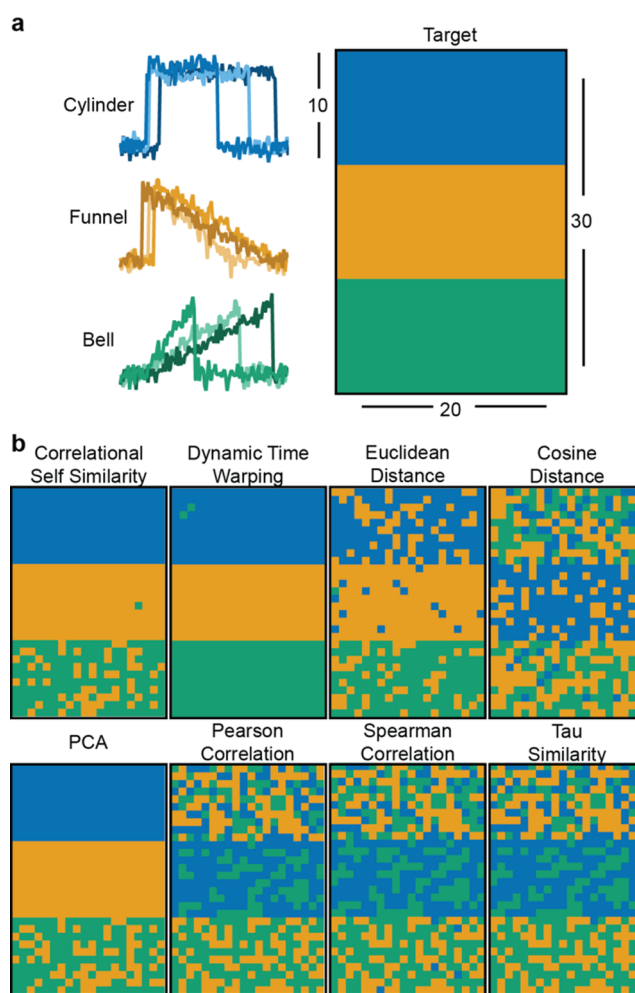 a
Target
Cylinder
10
Funnel
30
Bell
20
b
Correlational
Self Similarity
Dynamic Time
Warping
Euclidean
Distance
Cosine
Distance
PCA
Pearson
Correlation
Spearman
Correlation
Tau
Similarity